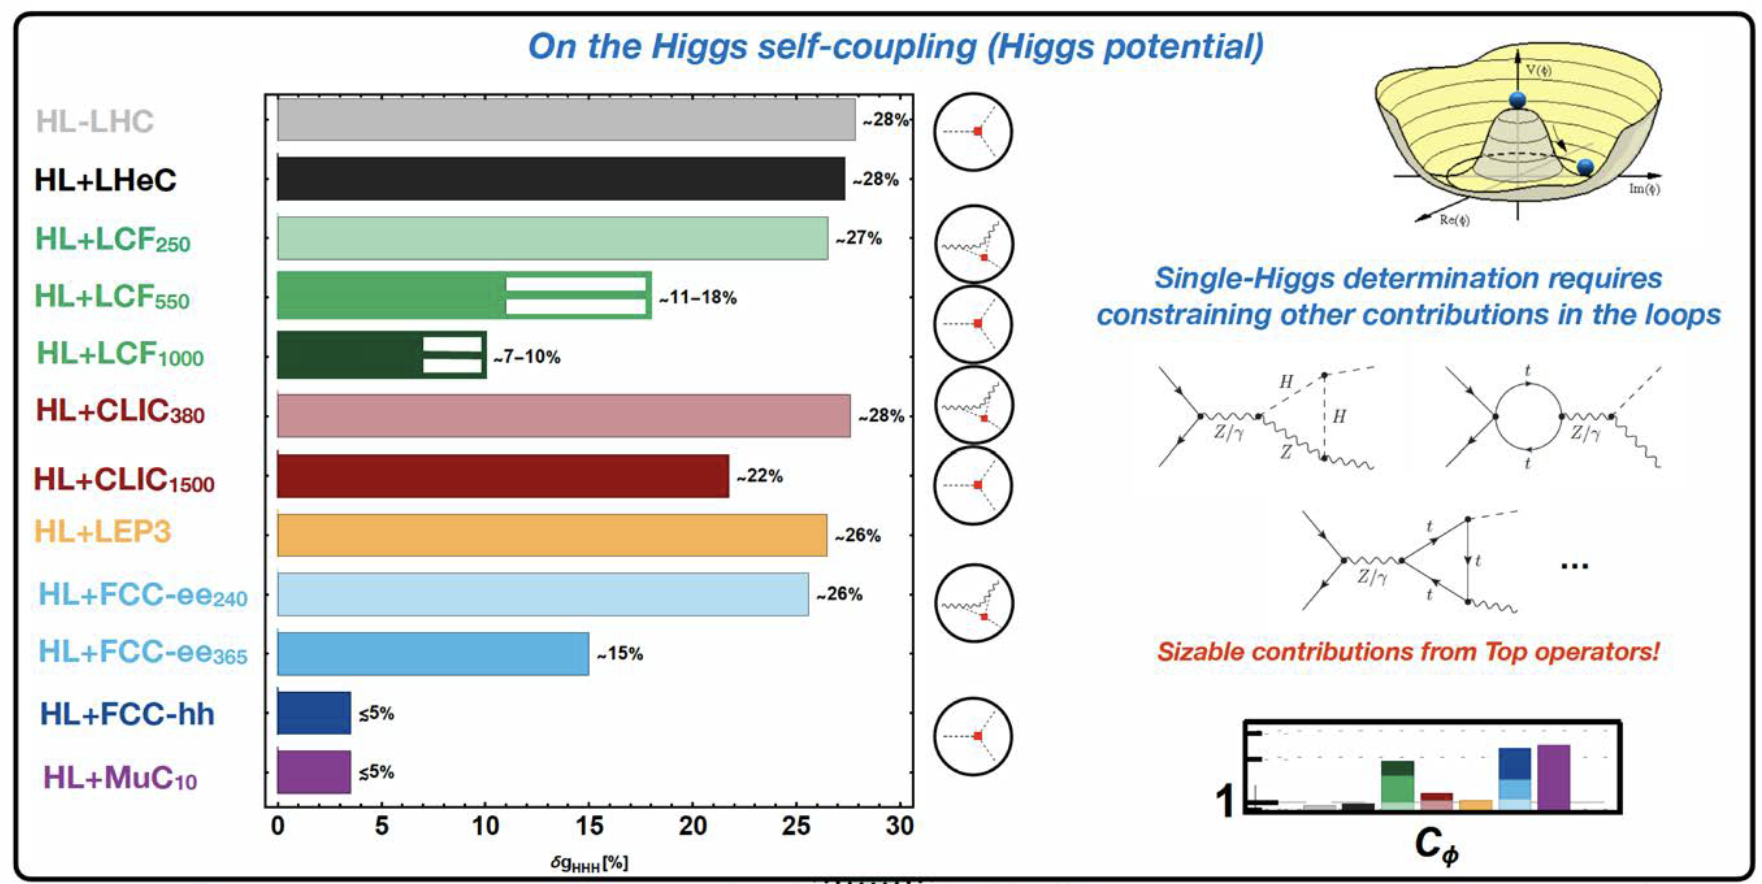 On the Higgs self-coupling (Higgs potential)
HL-LHC
~28%
HL+LHeC
~28%
HL+LCF250
~27%
HL+LCF550
~11–18%
HL+LCF1000
~7–10%
HL+CLIC380
~28%
HL+CLIC1500
~22%
HL+LEP3
~26%
HL+FCC-ee240
~26%
HL+FCC-ee365
~15%
HL+FCC-hh
≲5%
HL+MuC10
≲5%
0 5 10 15 20 25 30
δgHHH[%]
V(ϕ)
Im(ϕ)
Re(ϕ)
Single-Higgs determination requires
constraining other contributions in the loops
H
H
Z/γ
Z
t
Z/γ
t
t
Z/γ
t
t
...
Sizable contributions from Top operators!
1
Cϕ